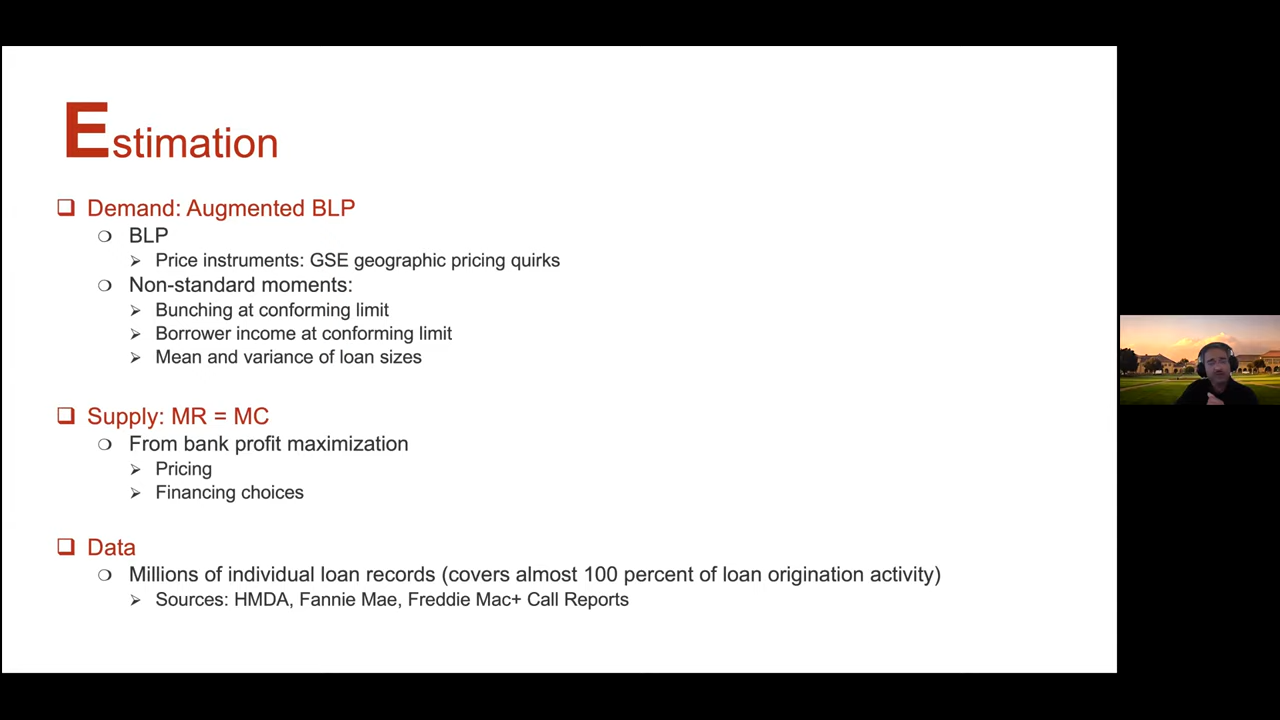 Estimation
Demand: Augmented BLP
BLP
Price instruments: GSE geographic pricing quirks
Non-standard moments:
Bunching at conforming limit
Borrower income at conforming limit
Mean and variance of loan sizes
Supply: MR = MC
From bank profit maximization
Pricing
Financing choices
Data
Millions of individual loan records (covers almost 100 percent of loan origination activity)
Sources: HMDA, Fannie Mae, Freddie Mac+ Call Reports